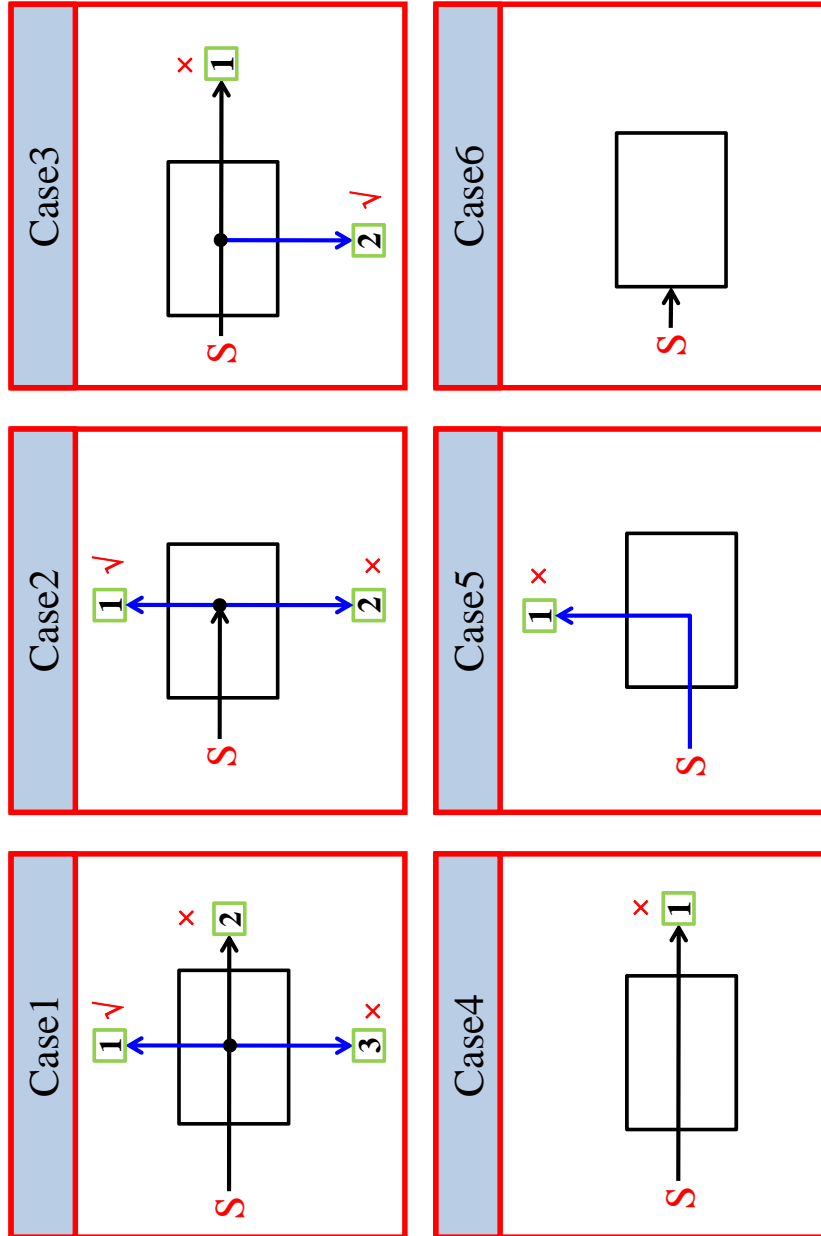 Case1
1 √
×
S 2
3 ×
Case2
1 √
S
2 ×
Case3
×
S 1
2 √
Case4
×
S 1
Case5
1 ×
S
Case6
S